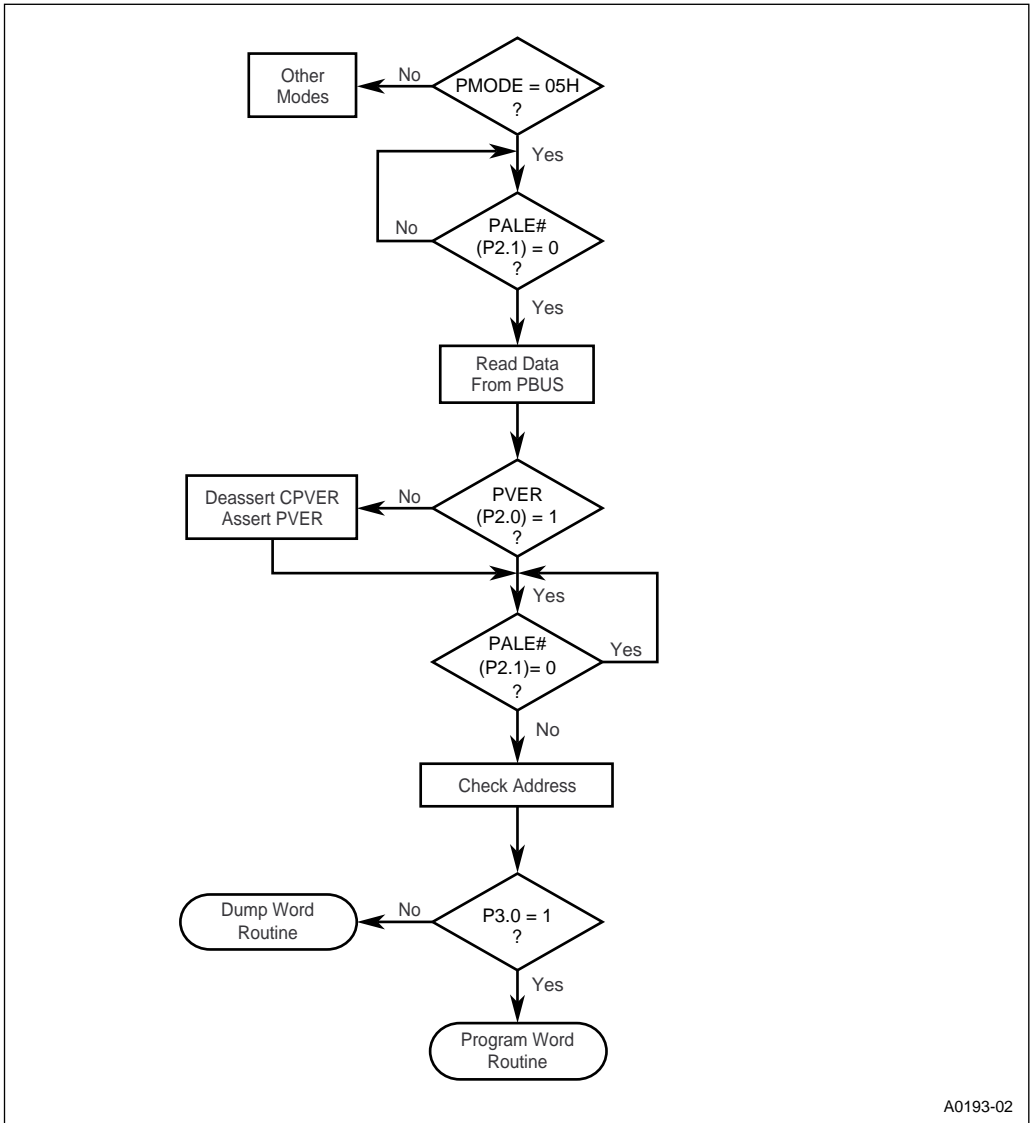 PMODE = 05H
?
No
Other
Modes
Yes
PALE#
(P2.1) = 0
?
No
Yes
Read Data
From PBUS
PVER
(P2.0) = 1
?
No
Deassert CPVER
Assert PVER
Yes
PALE#
(P2.1)= 0
?
Yes
No
Check Address
P3.0 = 1
?
No
Dump Word
Routine
Yes
Program Word
Routine
A0193-02